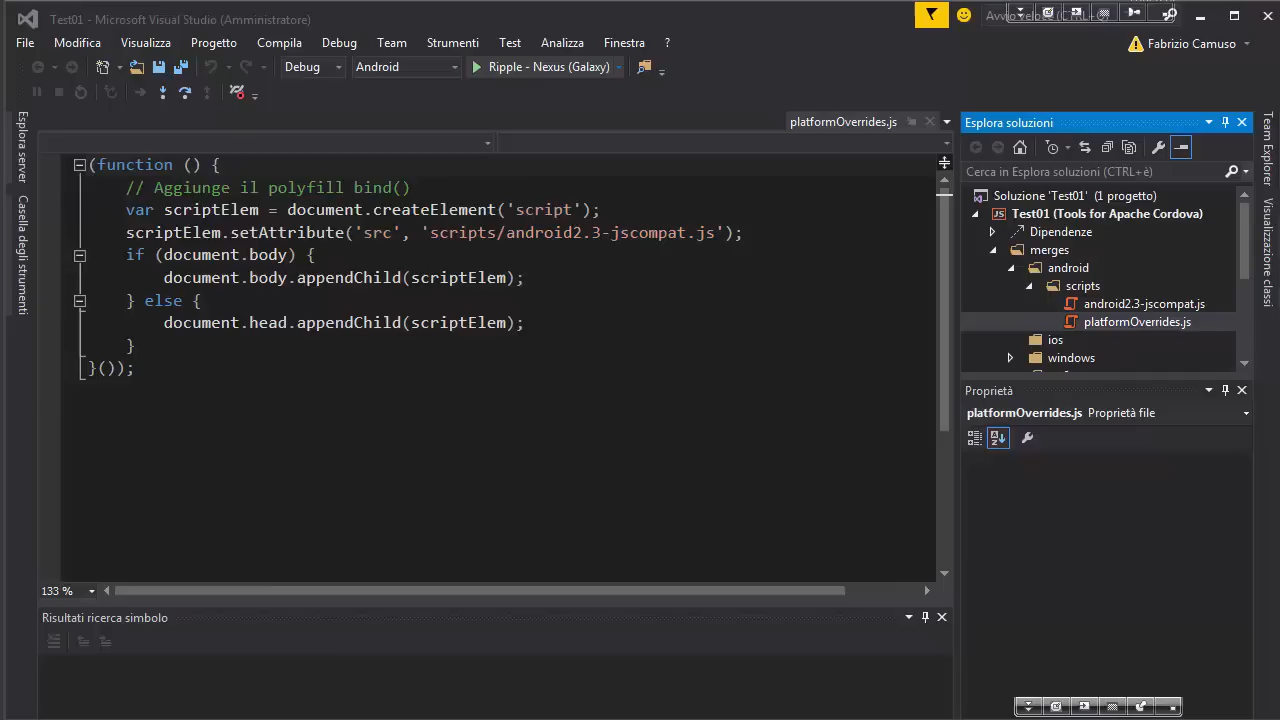 Test01 - Microsoft Visual Studio (Amministratore)
Fabrizio Camuso
File Modifica Visualizza Progetto Compila Debug Team Strumenti Test Analizza Finestra ?
Debug Android Ripple - Nexus (Galaxy)
Esplora server
Casella degli strumenti
platformOverrides.js
(function () {
// Aggiunge il polyfill bind()
var scriptElem = document.createElement('script');
scriptElem.setAttribute('src', 'scripts/android2.3-jscompat.js');
if (document.body) {
document.body.appendChild(scriptElem);
} else {
document.head.appendChild(scriptElem);
}
}());
133 %
Risultati ricerca simbolo
Esplora soluzioni
Cerca in Esplora soluzioni (CTRL+è)
Soluzione 'Test01' (1 progetto)
JS Test01 (Tools for Apache Cordova)
Dipendenze
merges
android
scripts
android2.3-jscompat.js
platformOverrides.js
ios
windows
Proprietà
platformOverrides.js Proprietà file
Team Explorer
Visualizzazione classi